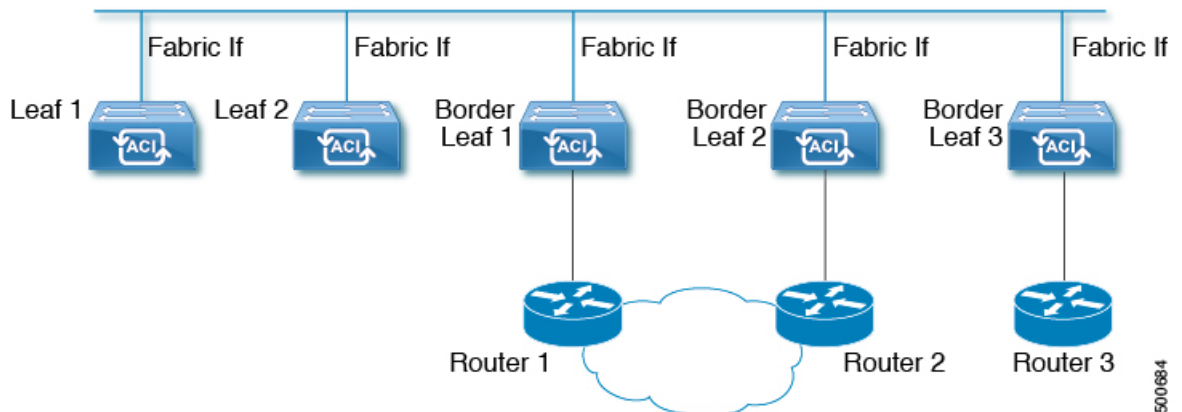 Fabric If
Fabric If
Fabric If
Fabric If
Fabric If
Leaf 1
Leaf 2
Border
Leaf 1
Border
Leaf 2
Border
Leaf 3
ACI
ACI
ACI
ACI
ACI
Router 1
Router 2
Router 3
500684